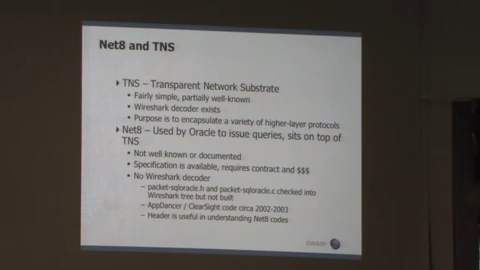 Net8 and TNS
TNS – Transparent Network Substrate
Fairly simple, partially well-known
Wireshark decoder exists
Purpose is to encapsulate a variety of higher-layer protocols
Net8 – Used by Oracle to issue queries, sits on top of
TNS
Not well known or documented
Specification is available, requires contract and $$$
No Wireshark decoder
– packet-sqloracle.h and packet-sqloracle.c checked into
Wireshark tree but not built
– AppDancer / ClearSight code circa 2002-2003
– Header is useful in understanding Net8 codes